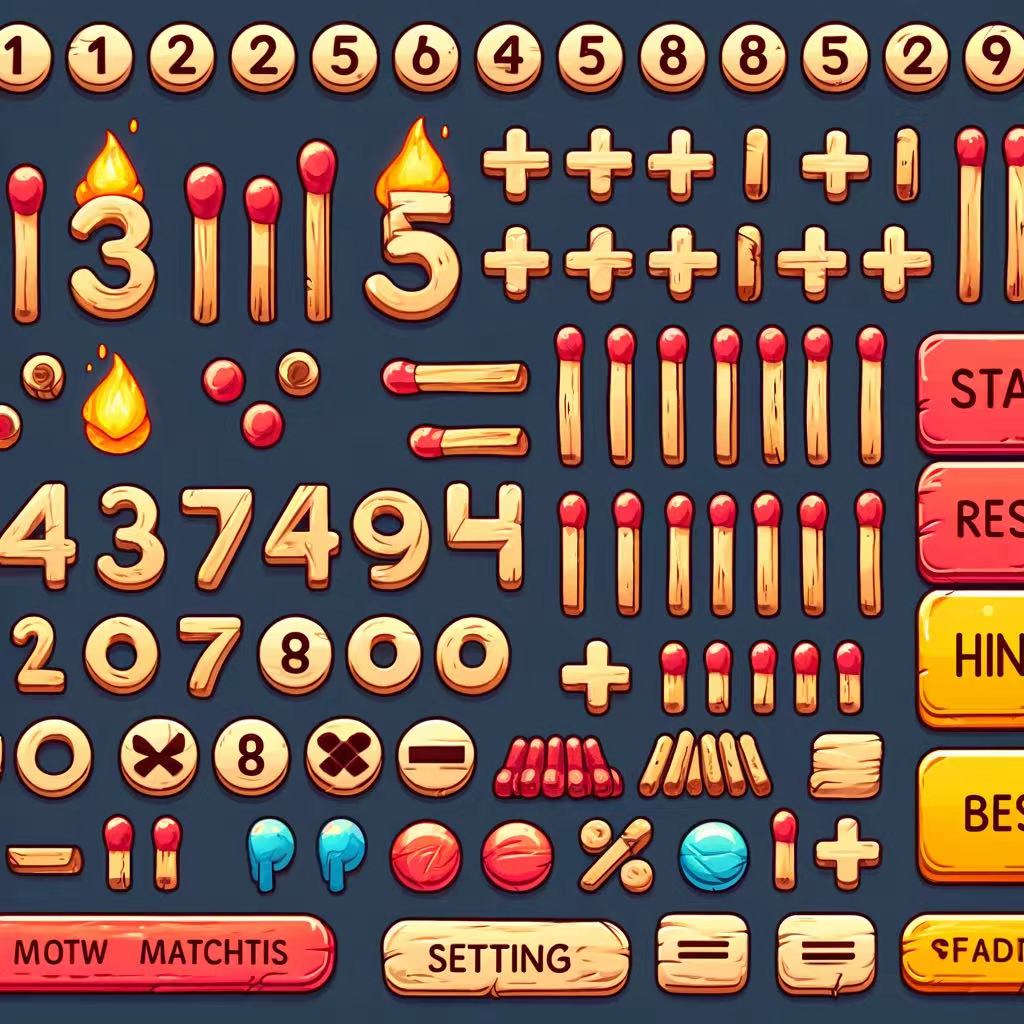 1 1 2 2 5 6 4 5 8 8 5 2 9
3 5 + + + + 
+ + + + +
=
STA
4 3 7 4 9 4
RES
2 0 7 8 0 0
+
HIN
0 × 8 × −
BES
− % +
MOTW MATCHTIS
SETTING
= =
SFADI